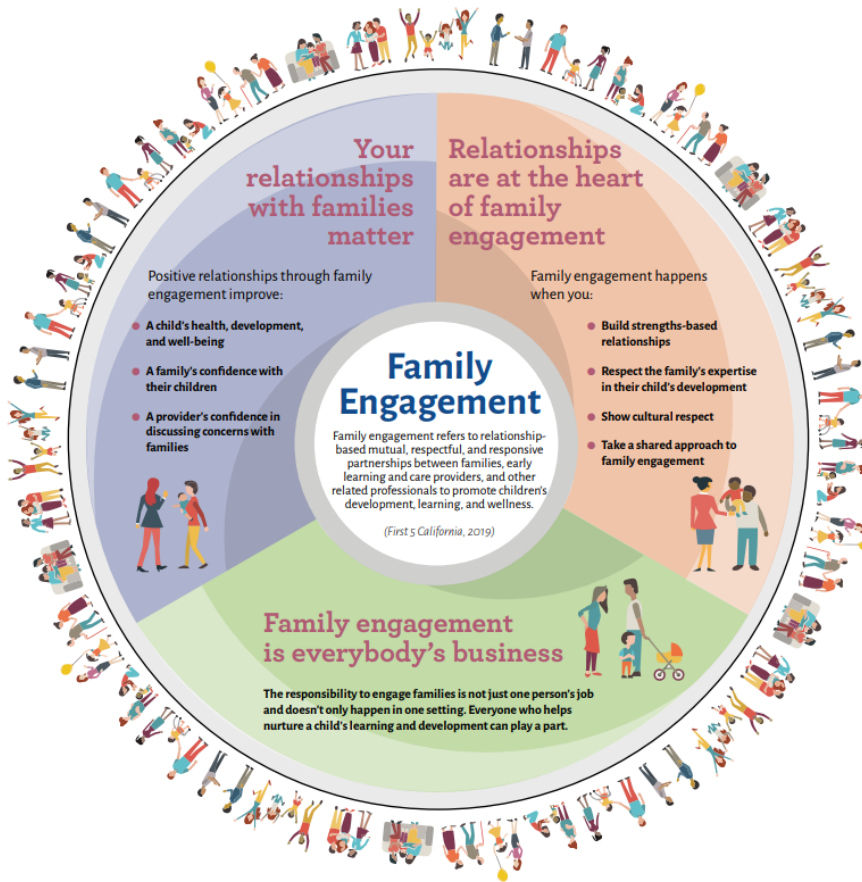 Your
relationships
with families
matter
Positive relationships through family
engagement improve:
A child's health, development,
and well-being
A family's confidence with
their children
A provider's confidence in
discussing concerns with
families
Relationships
are at the heart
of family
engagement
Family engagement happens
when you:
Build strengths-based
relationships
Respect the family's expertise
in their child's development
Show cultural respect
Take a shared approach to
family engagement
Family
Engagement
Family engagement refers to relationship-
based mutual, respectful, and responsive
partnerships between families, early
learning and care providers, and other
related professionals to promote children's
development, learning, and wellness.
(First 5 California, 2019)
Family engagement
is everybody's business
The responsibility to engage families is not just one person's job
and doesn't only happen in one setting. Everyone who helps
nurture a child's learning and development can play a part.